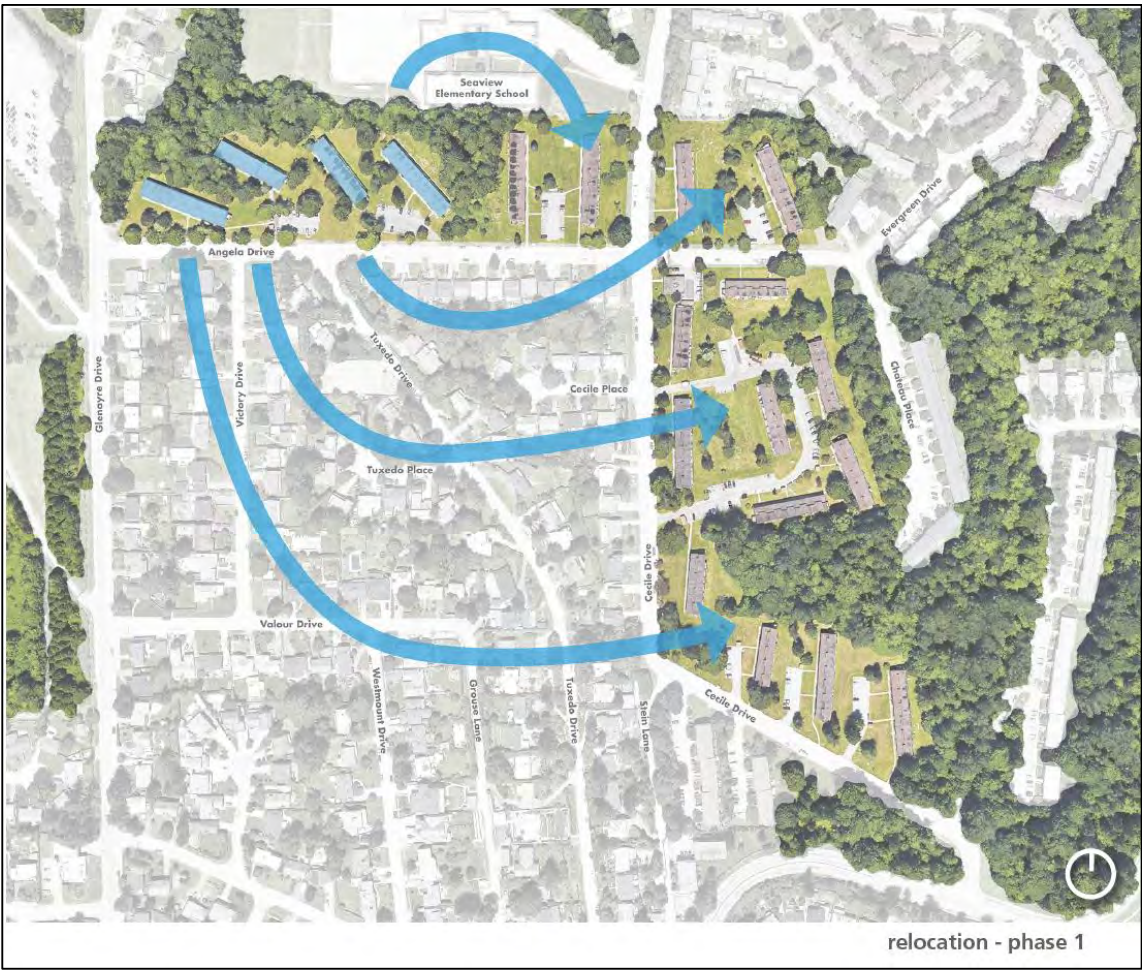 Seaview
Elementary School
Angela Drive
Evergreen Drive
Glenayre Drive
Victory Drive
Tuxedo Drive
Cecile Place
Chateau Place
Tuxedo Place
Cecile Drive
Valour Drive
Westmount Drive
Grouse Lane
Tuxedo Drive
Stein Lane
Cecile Drive
relocation - phase 1